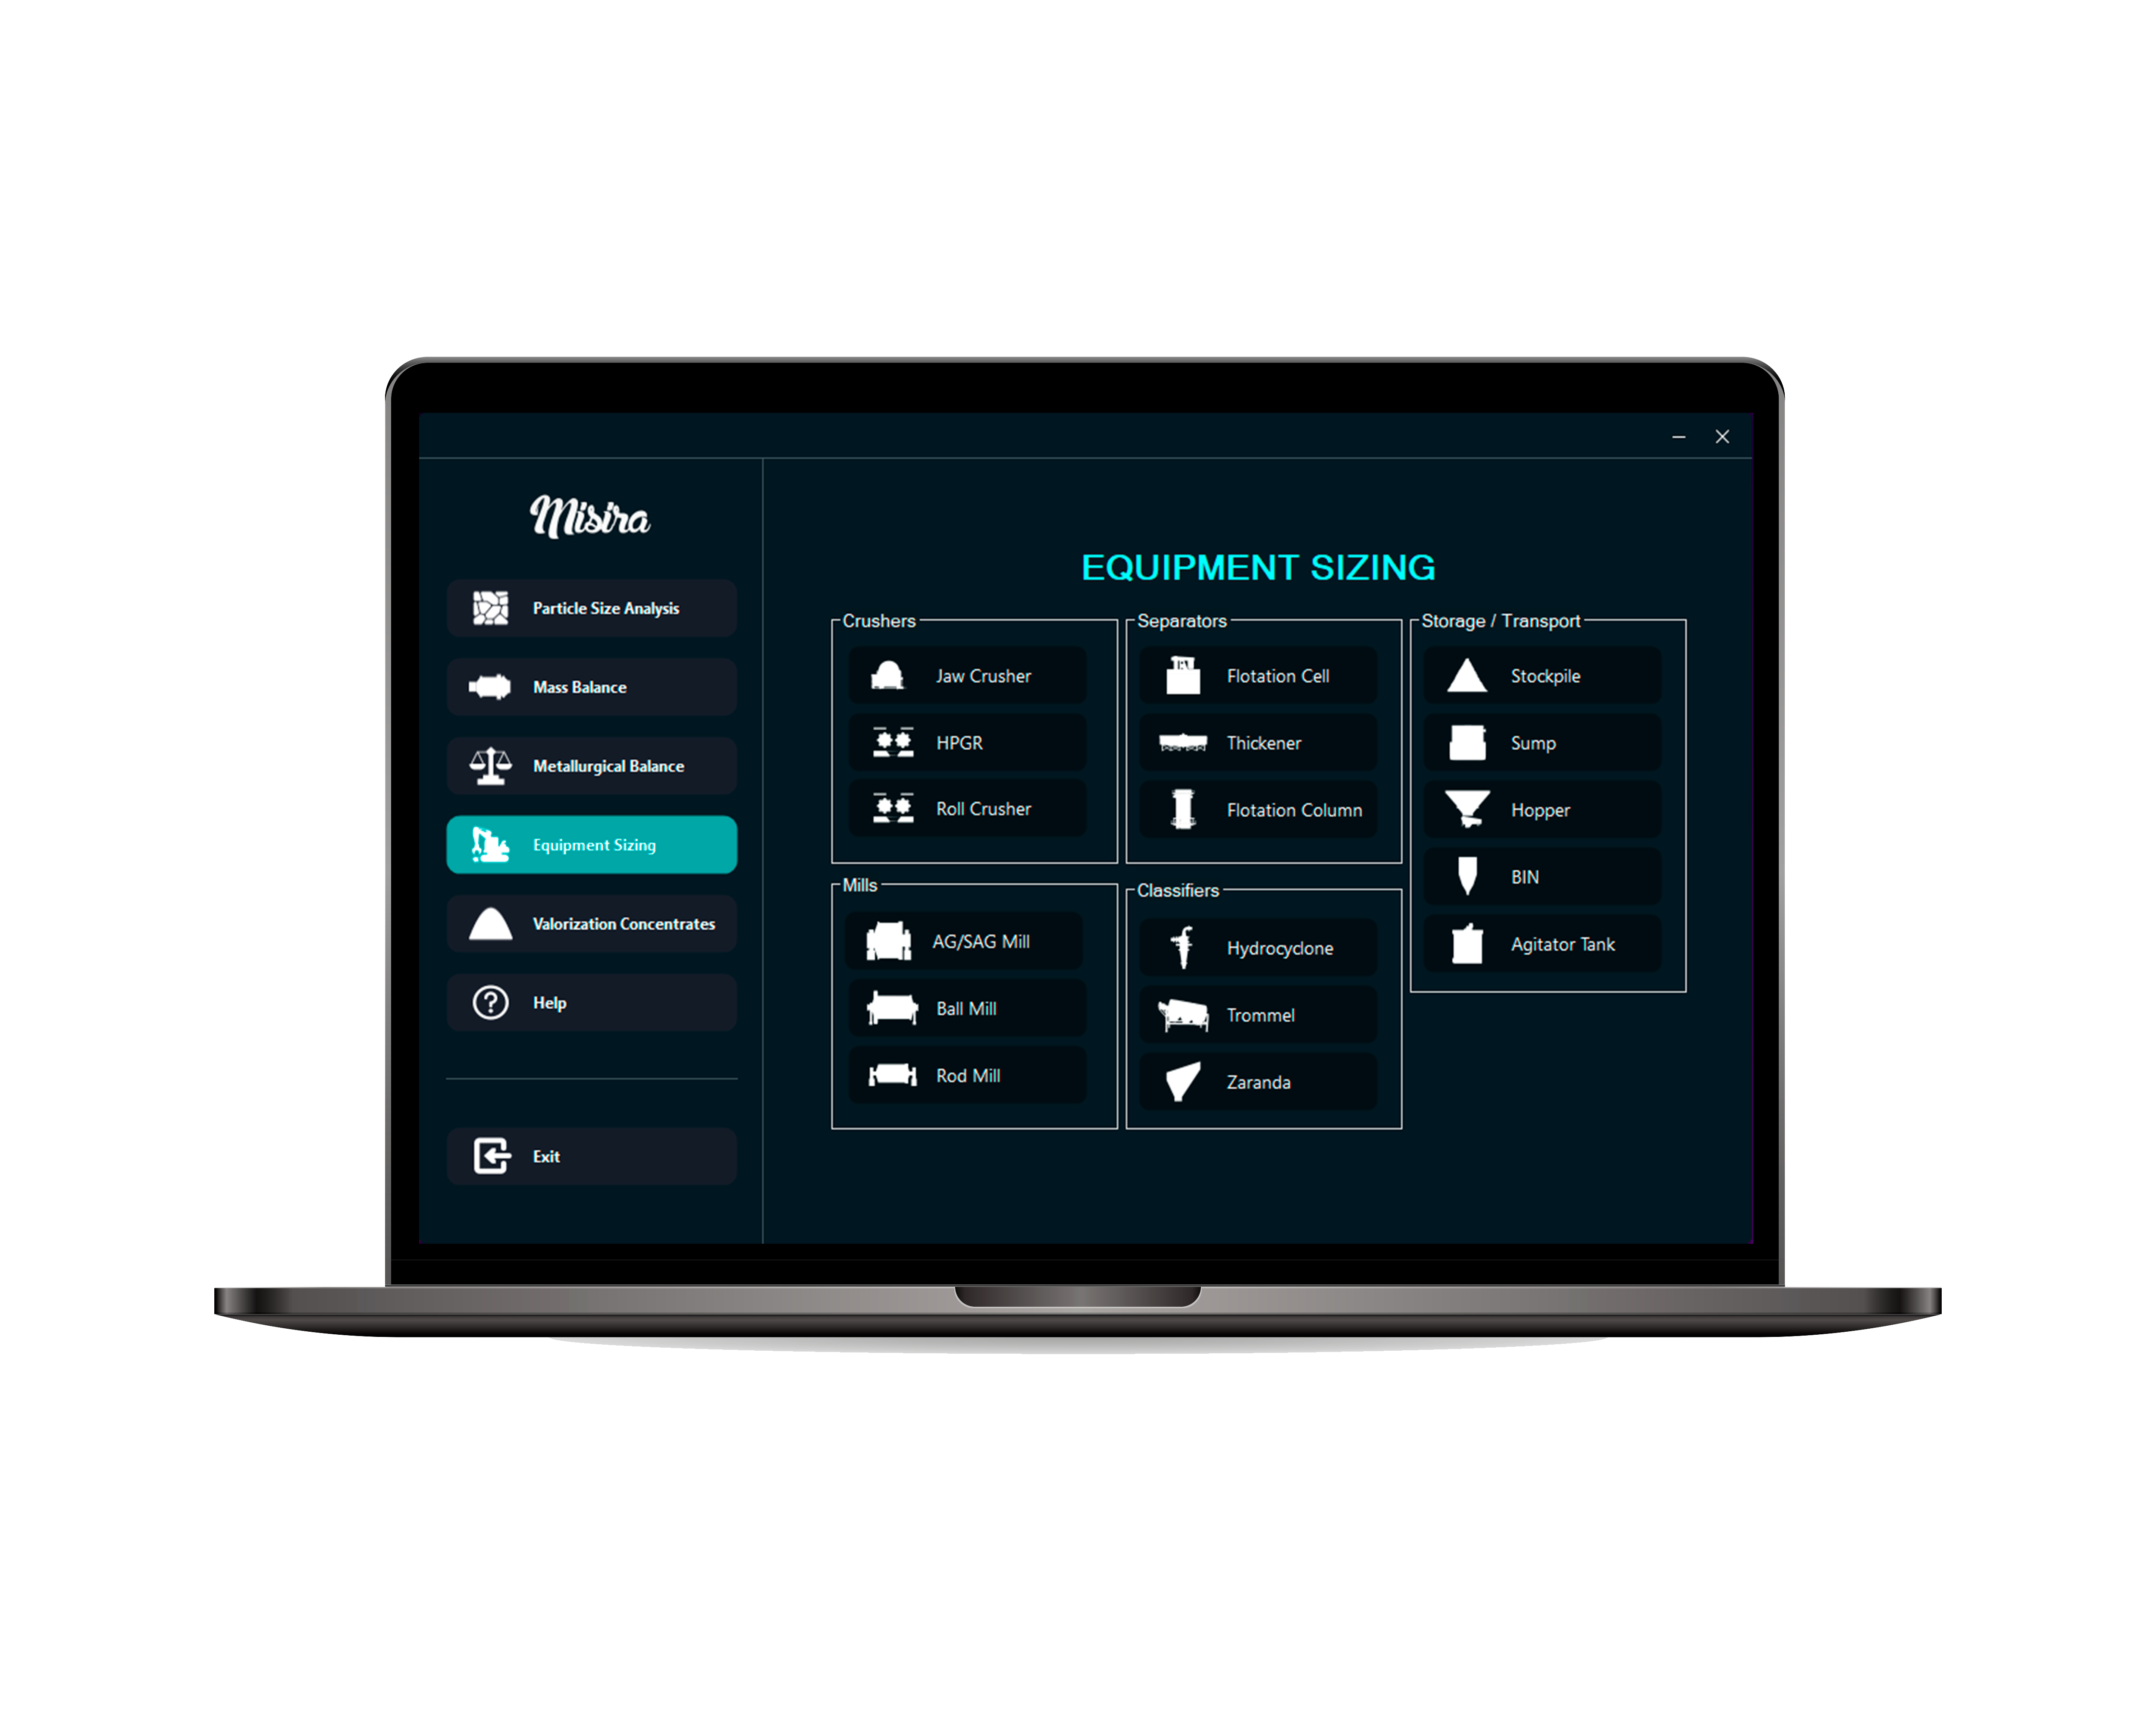 Misira
Particle Size Analysis
Mass Balance
Metallurgical Balance
Equipment Sizing
Valorization Concentrates
Help
Exit
EQUIPMENT SIZING
Crushers
Jaw Crusher
HPGR
Roll Crusher
Mills
AG/SAG Mill
Ball Mill
Rod Mill
Separators
Flotation Cell
Thickener
Flotation Column
Classifiers
Hydrocyclone
Trommel
Zaranda
Storage / Transport
Stockpile
Sump
Hopper
BIN
Agitator Tank